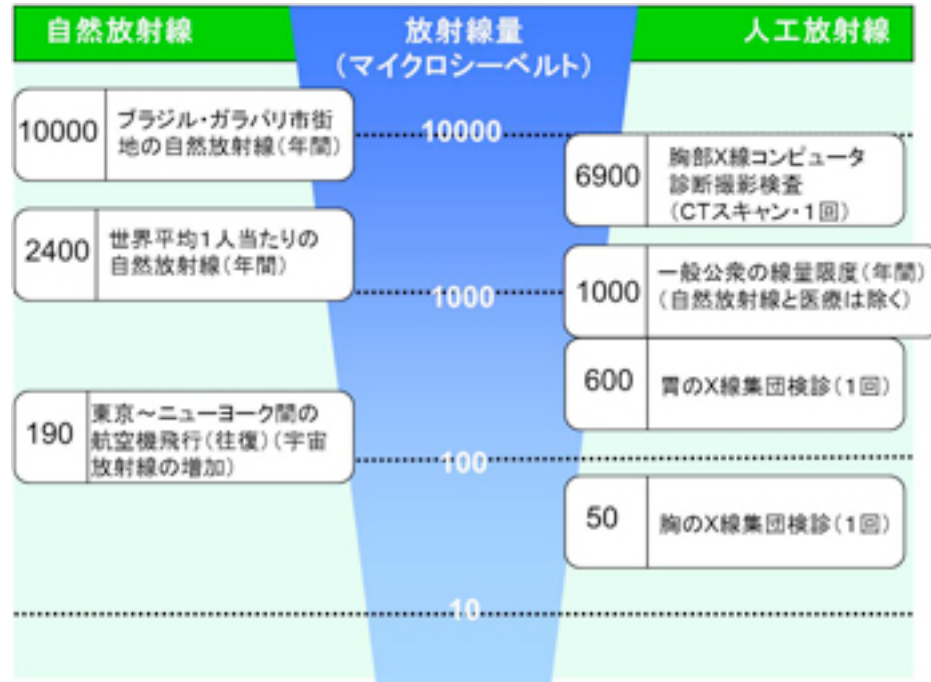 自然放射線
放射線量
(マイクロシーベルト)
人工放射線
10000
ブラジル・ガラパリ市街
地の自然放射線(年間)
2400
世界平均1人当たりの
自然放射線(年間)
190
東京~ニューヨーク間の
航空機飛行(往復)(宇宙
放射線の増加)
10000
1000
100
10
6900
胸部X線コンピュータ
診断撮影検査
(CTスキャン・1回)
1000
一般公衆の線量限度(年間)
(自然放射線と医療は除く)
600
胃のX線集団検診(1回)
50
胸のX線集団検診(1回)